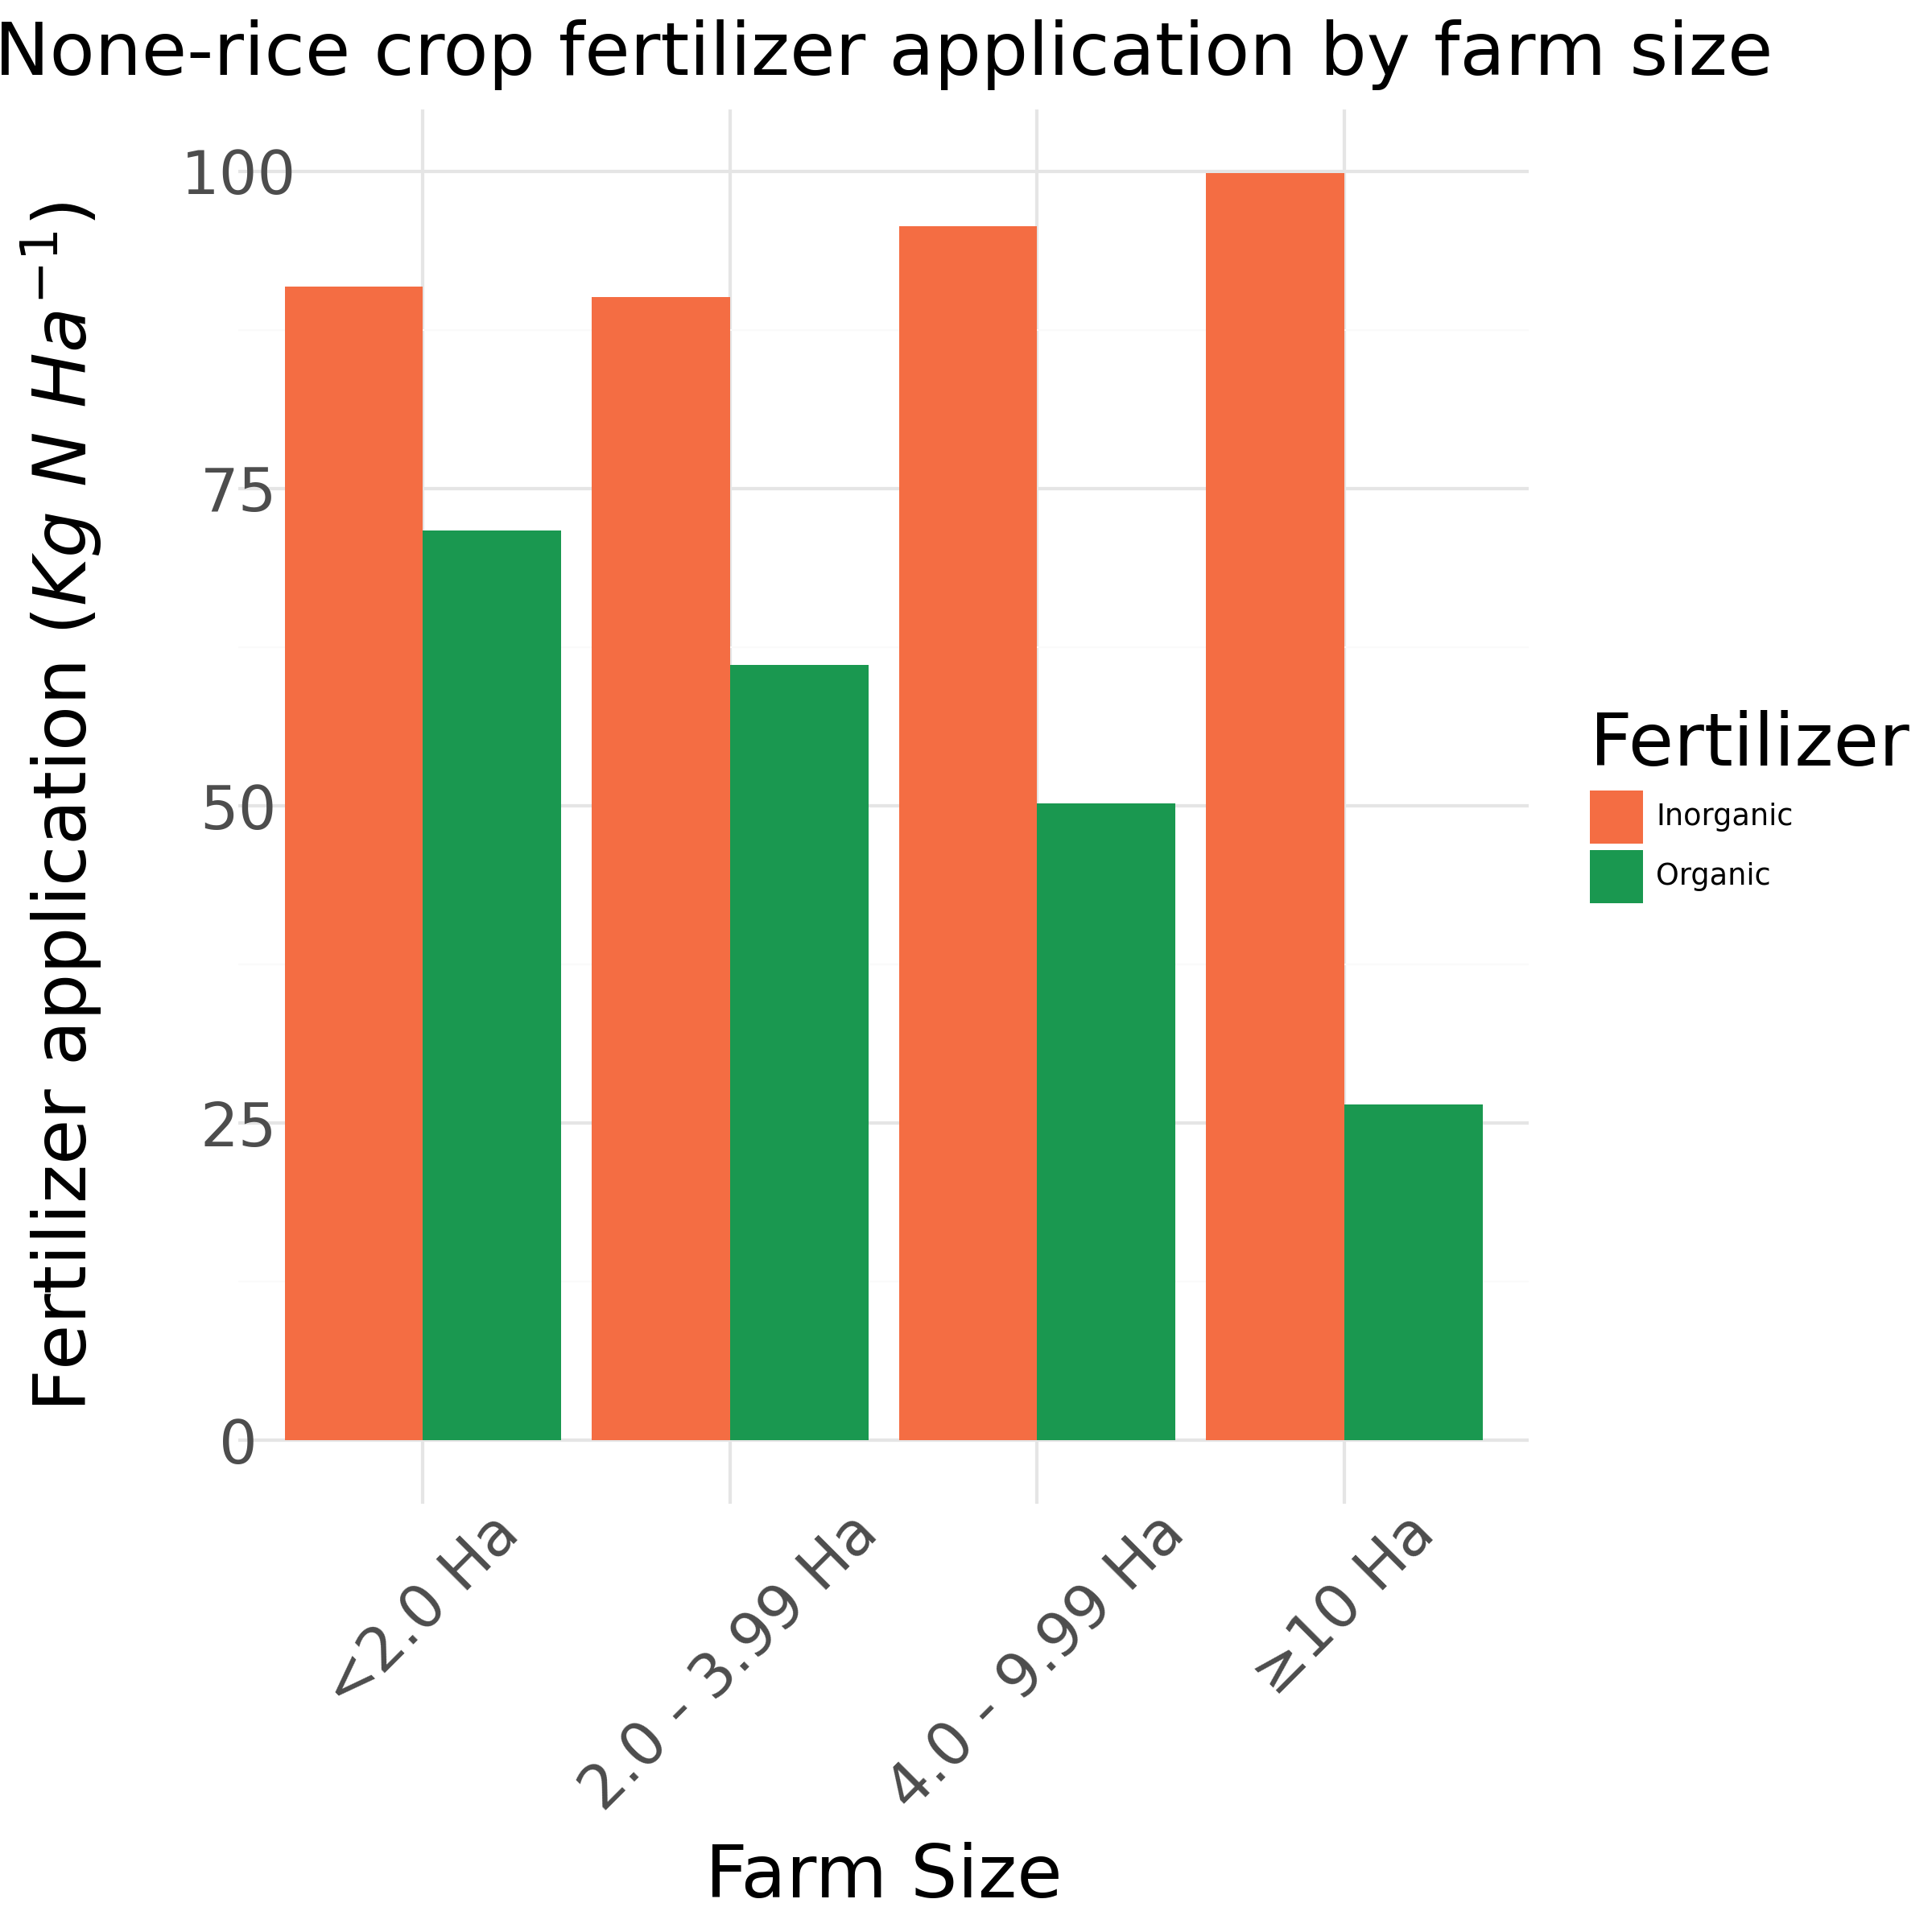 None-rice crop fertilizer application by farm size
Fertilizer application (Kg N Ha⁻¹)
100
75
50
25
0
<2.0 Ha
2.0 - 3.99 Ha
4.0 - 9.99 Ha
≥10 Ha
Farm Size
Fertilizer
Inorganic
Organic